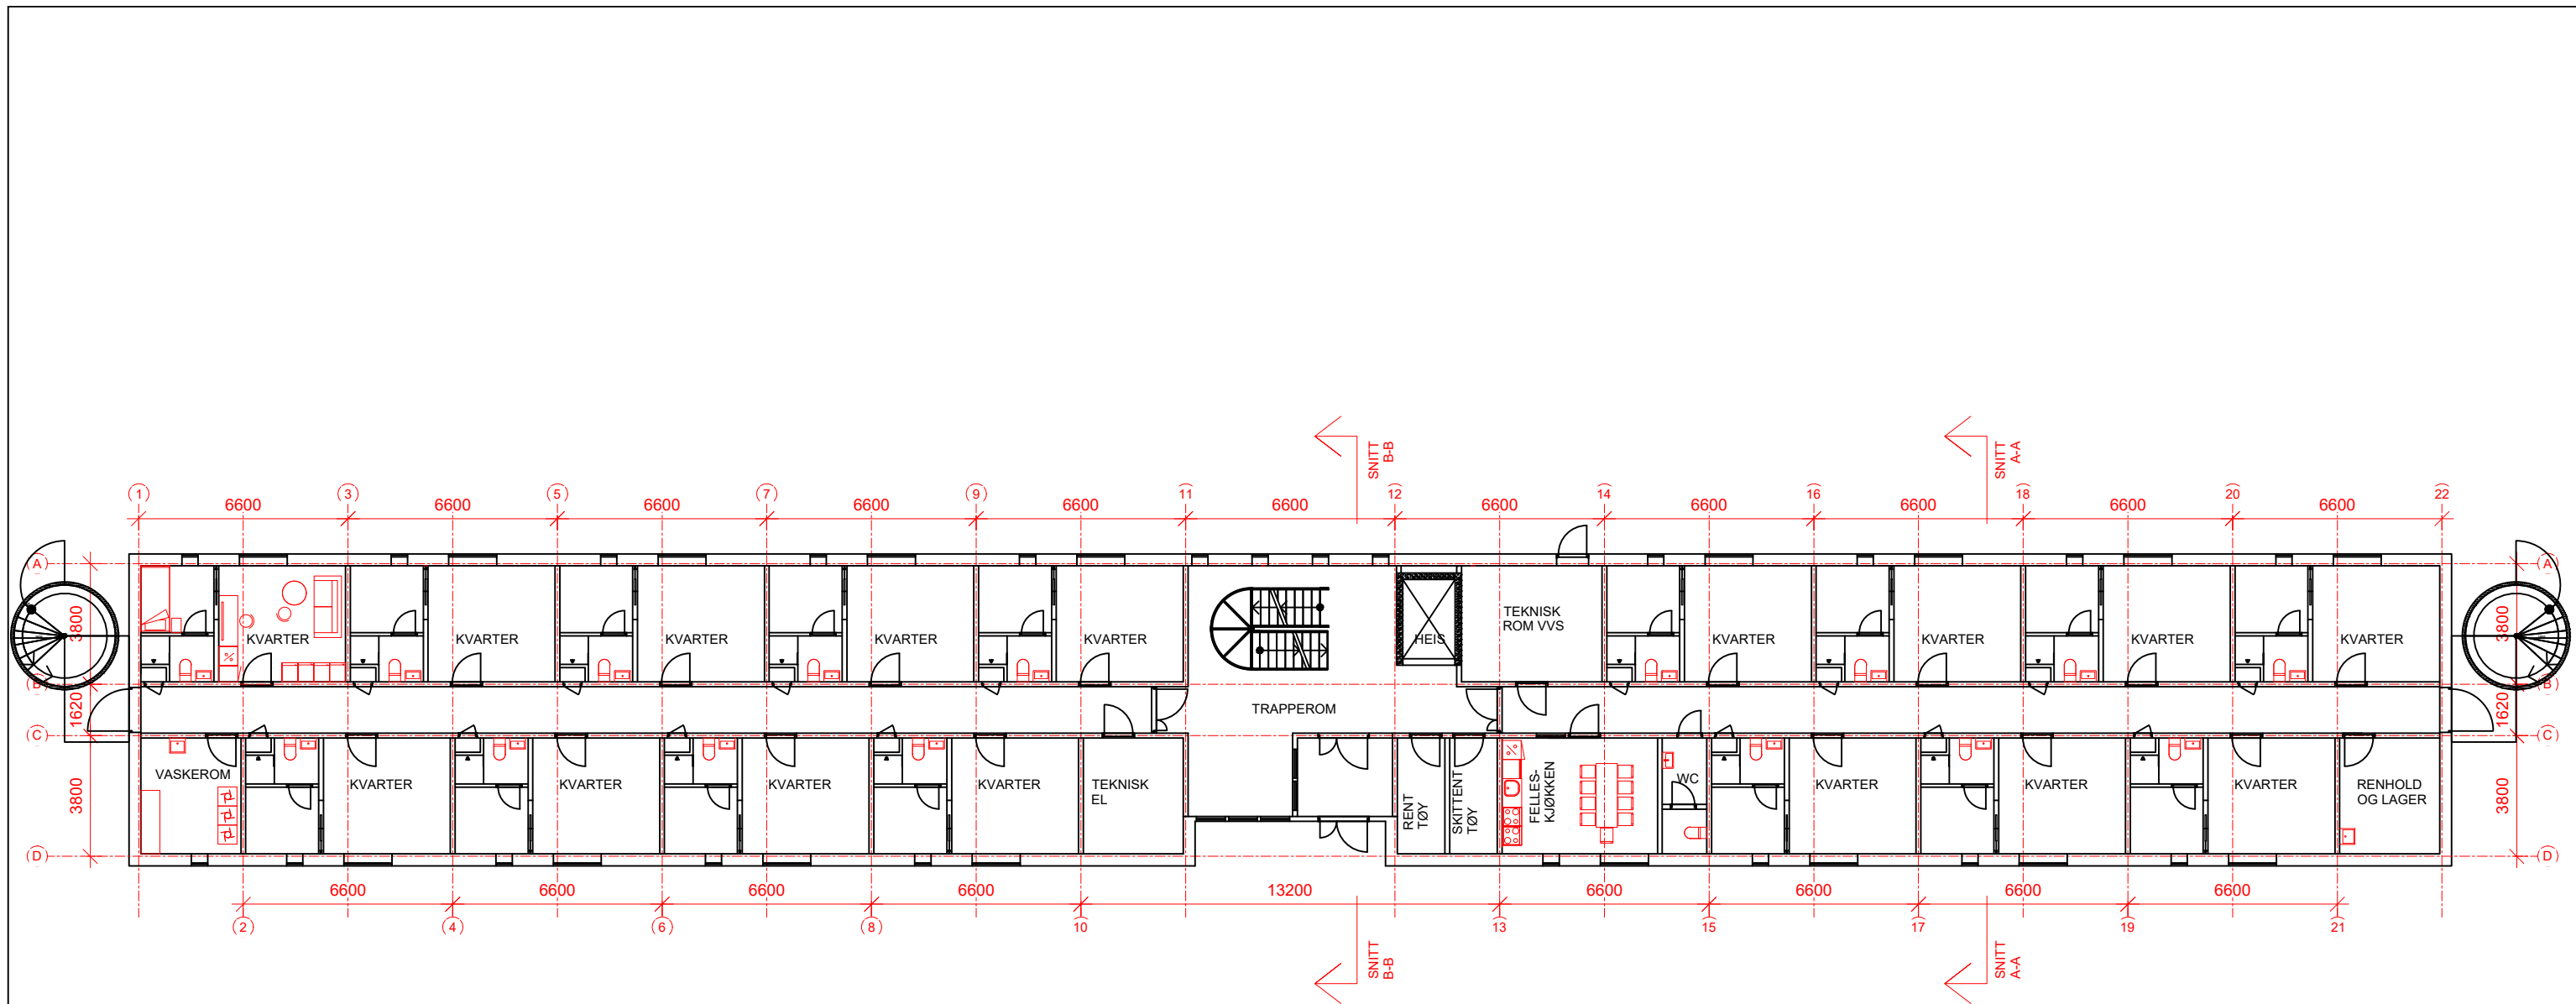 SNITT
B-B
SNITT
A-A
1
3
5
7
9
11
12
14
16
18
20
22
6600
6600
6600
6600
6600
6600
6600
6600
6600
6600
6600
A
A
3800
3800
KVARTER
KVARTER
KVARTER
KVARTER
KVARTER
HEIS
TEKNISK
ROM VVS
KVARTER
KVARTER
KVARTER
KVARTER
B
B
1620
1620
TRAPPEROM
C
C
VASKEROM
KVARTER
KVARTER
KVARTER
KVARTER
TEKNISK
EL
RENT
TØY
SKITTENT
TØY
FELLES-
KJØKKEN
WC
KVARTER
KVARTER
KVARTER
RENHOLD
OG LAGER
3800
3800
D
D
6600
6600
6600
6600
13200
6600
6600
6600
6600
2
4
6
8
10
13
15
17
19
21
SNITT
B-B
SNITT
A-A